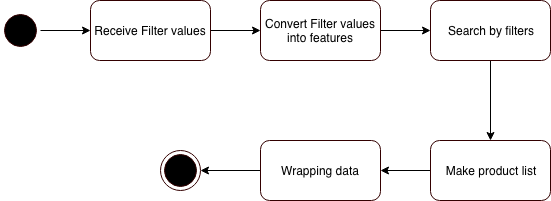 Receive Filter values
Convert Filter values
into features
Search by filters
Make product list
Wrapping data